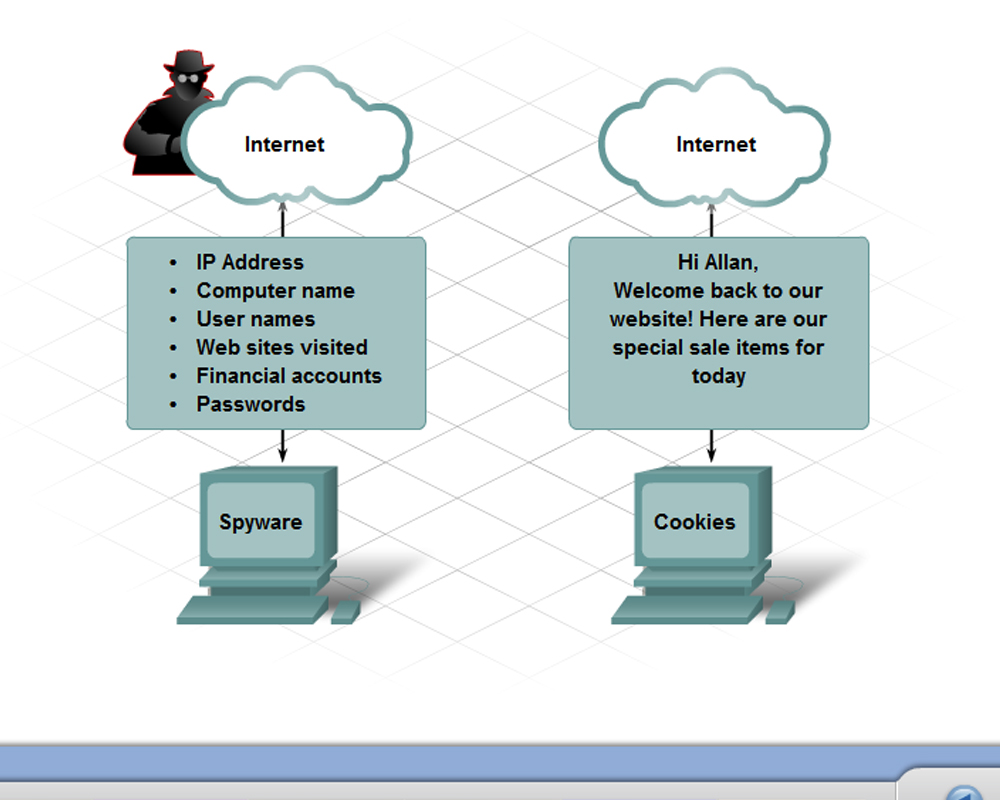 Internet
• IP Address
• Computer name
• User names
• Web sites visited
• Financial accounts
• Passwords
Spyware
Internet
Hi Allan,
Welcome back to our
website! Here are our
special sale items for
today
Cookies